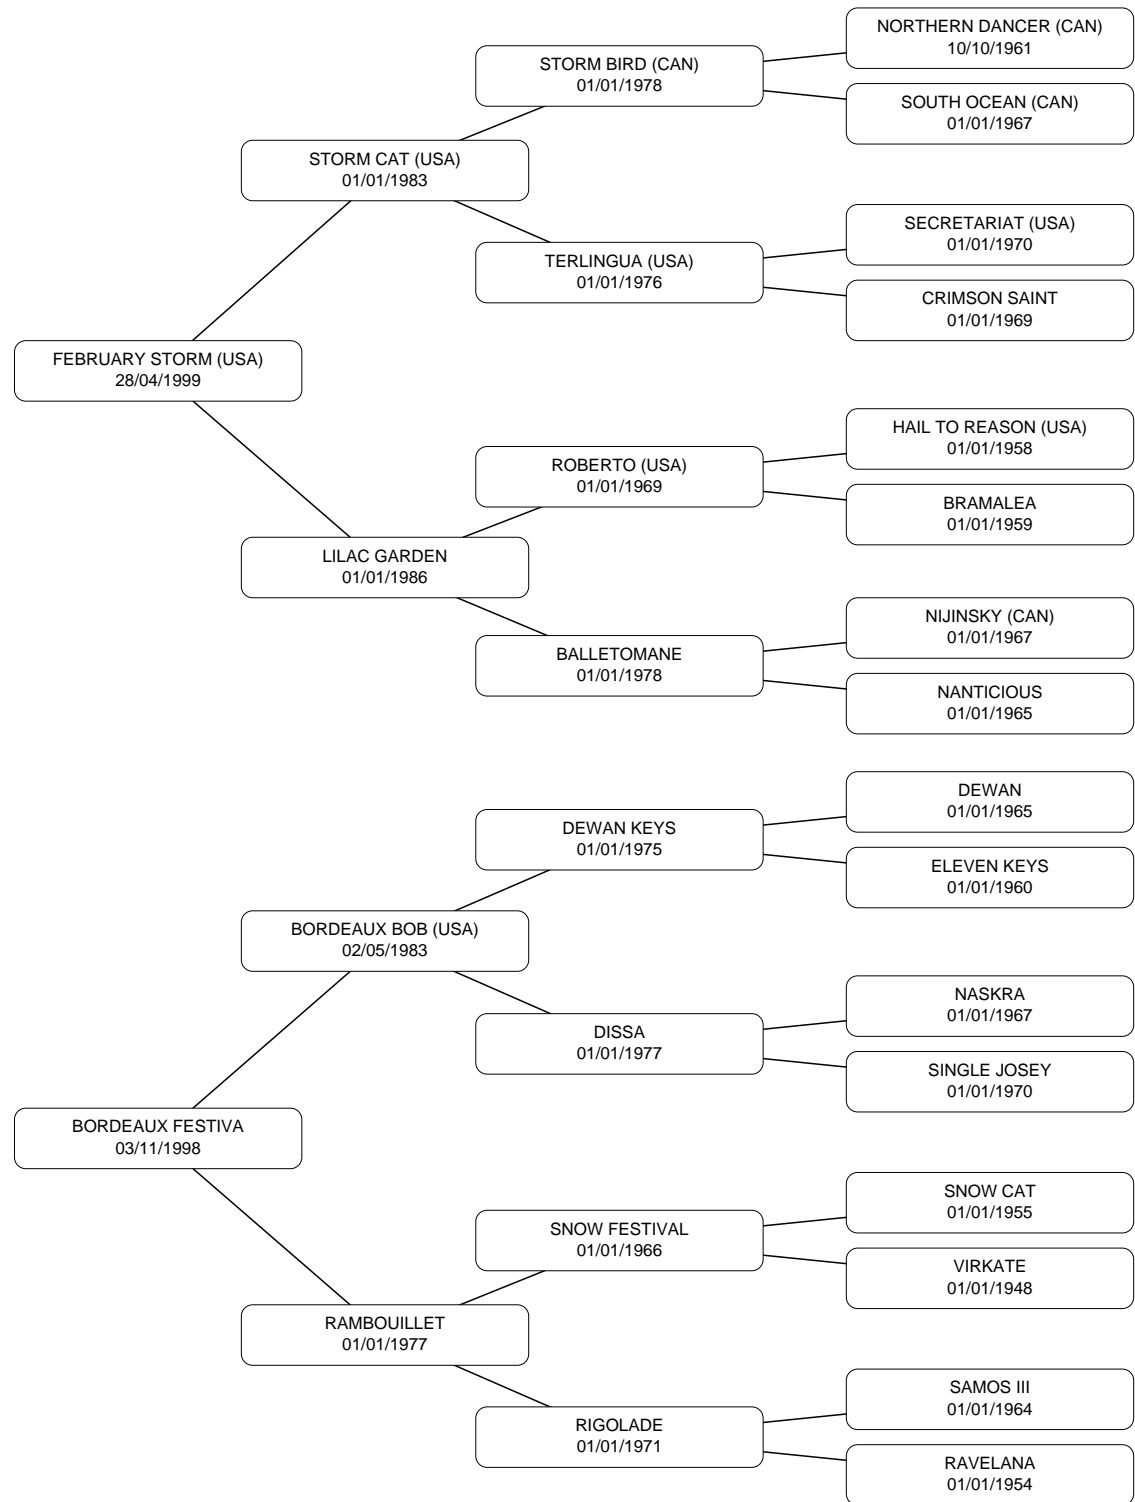 NORTHERN DANCER (CAN)
10/10/1961
STORM BIRD (CAN)
01/01/1978
SOUTH OCEAN (CAN)
01/01/1967
STORM CAT (USA)
01/01/1983
SECRETARIAT (USA)
01/01/1970
TERLINGUA (USA)
01/01/1976
CRIMSON SAINT
01/01/1969
FEBRUARY STORM (USA)
28/04/1999
HAIL TO REASON (USA)
01/01/1958
ROBERTO (USA)
01/01/1969
BRAMALEA
01/01/1959
LILAC GARDEN
01/01/1986
NIJINSKY (CAN)
01/01/1967
BALLETOMANE
01/01/1978
NANTICIOUS
01/01/1965
DEWAN
01/01/1965
DEWAN KEYS
01/01/1975
ELEVEN KEYS
01/01/1960
BORDEAUX BOB (USA)
02/05/1983
NASKRA
01/01/1967
DISSA
01/01/1977
SINGLE JOSEY
01/01/1970
BORDEAUX FESTIVA
03/11/1998
SNOW CAT
01/01/1955
SNOW FESTIVAL
01/01/1966
VIRKATE
01/01/1948
RAMBOUILLET
01/01/1977
SAMOS III
01/01/1964
RIGOLADE
01/01/1971
RAVELANA
01/01/1954